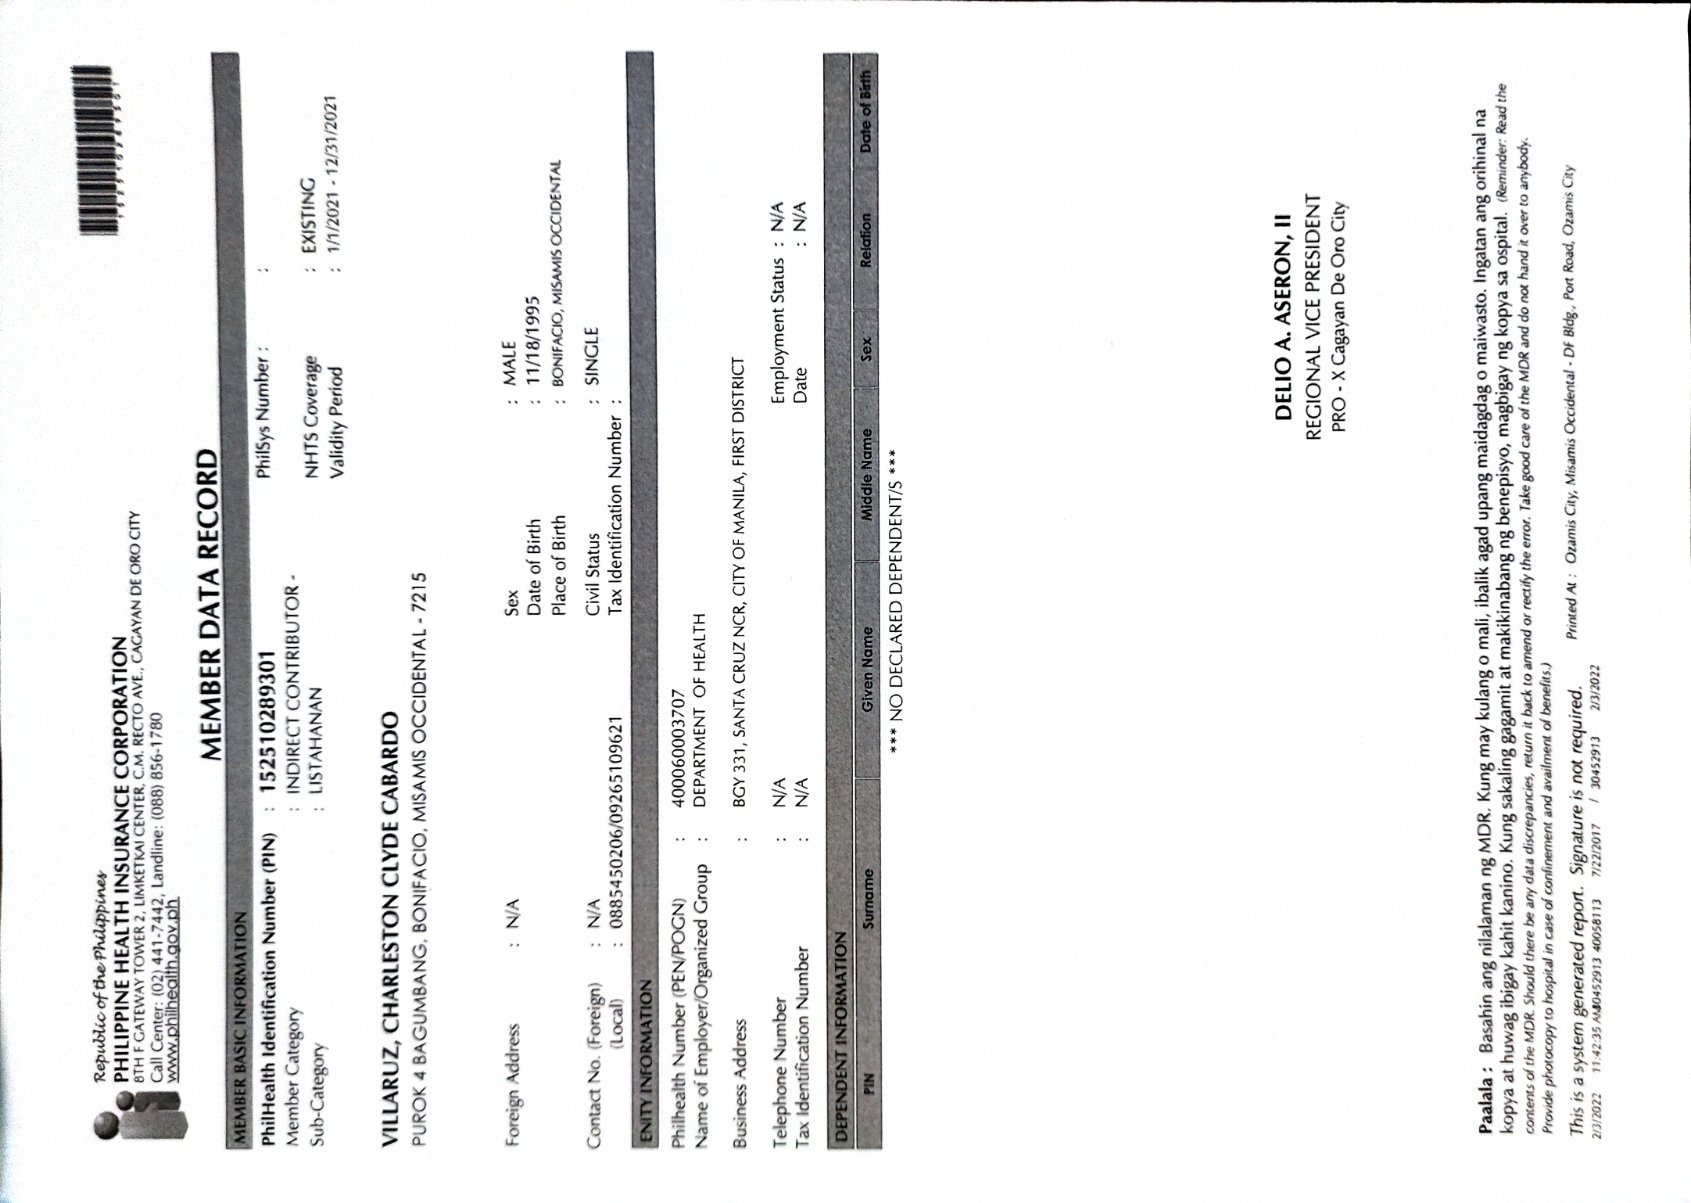 Republic of the Philippines
PHILIPPINE HEALTH INSURANCE CORPORATION
8TH F GATEWAY TOWER 2, LIMKETKAI CENTER, C.M. RECTO AVE., CAGAYAN DE ORO CITY
Call Center: (02) 441-7442, Landline: (088) 856-1780
www.philhealth.gov.ph
152510289301
MEMBER DATA RECORD
MEMBER BASIC INFORMATION
PhilHealth Identification Number (PIN) : 152510289301 PhilSys Number : :
Member Category : INDIRECT CONTRIBUTOR -
Sub-Category : LISTAHANAN NHTS Coverage : EXISTING
Validity Period : 1/1/2021 - 12/31/2021
VILLARUZ, CHARLESTON CLYDE CABARDO
PUROK 4 BAGUMBANG, BONIFACIO, MISAMIS OCCIDENTAL - 7215
Foreign Address : N/A Sex : MALE
Date of Birth : 11/18/1995
Place of Birth : BONIFACIO, MISAMIS OCCIDENTAL
Contact No. (Foreign) : N/A Civil Status : SINGLE
(Local) : 0885450206/09265109621 Tax Identification Number :
ENITY INFORMATION
Philhealth Number (PEN/POGN) : 400060003707
Name of Employer/Organized Group : DEPARTMENT OF HEALTH
Business Address : BGY 331, SANTA CRUZ NCR, CITY OF MANILA, FIRST DISTRICT
Telephone Number : N/A Employment Status : N/A
Tax Identification Number : N/A Date : N/A
DEPENDENT INFORMATION
PIN Surname Given Name Middle Name Sex Relation Date of Birth
*** NO DECLARED DEPENDENT/S ***
DELIO A. ASERON, II
REGIONAL VICE PRESIDENT
PRO - X Cagayan De Oro City
Paalala : Basahin ang nilalaman ng MDR. Kung may kulang o mali, ibalik agad upang maidagdag o maiwasto. Ingatan ang orihinal na
kopya at huwag ibigay kahit kanino. Kung sakaling gagamit at makikinabang ng benepisyo, magbigay ng kopya sa ospital. (Reminder: Read the
contents of the MDR. Should there be any data discrepancies, return it back to amend or rectify the error. Take good care of the MDR and do not hand it over to anybody.
Provide photocopy to hospital in case of confinement and availment of benefits.)
This is a system generated report. Signature is not required. Printed At : Ozamis City, Misamis Occidental - DF Bldg., Port Road, Ozamis City
2/3/2022 11:42:35 AM 30452913 40058113 7/22/2017 / 30452913 2/3/2022